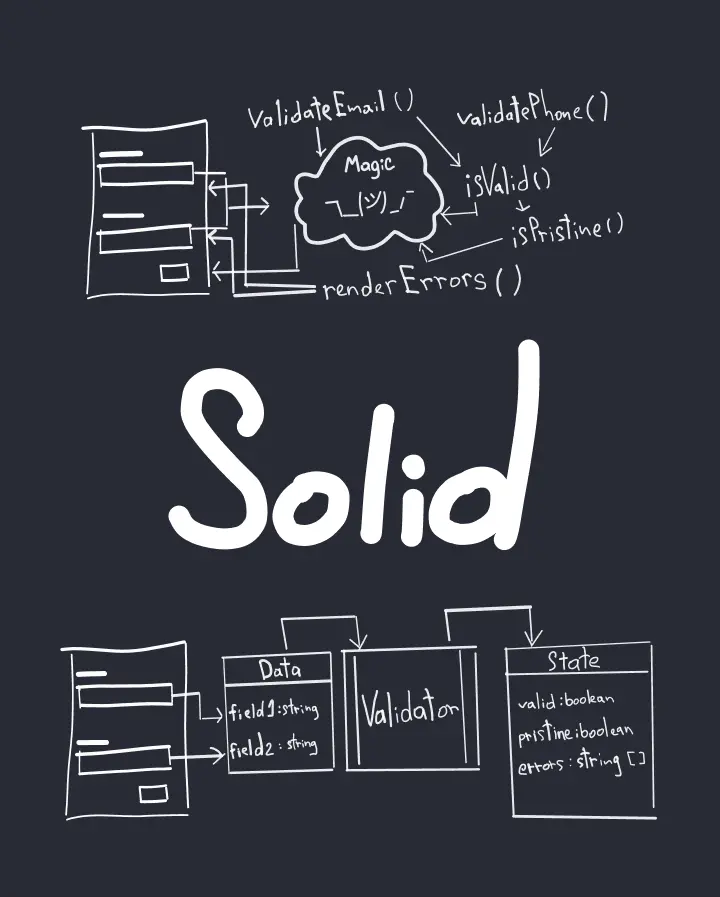 validateEmail()
validatePhone()
Magic
¯\_(ツ)_/¯
isValid()
isPristine()
renderErrors()
Solid
Data
field1:string
field2:string
Validator
State
valid:boolean
pristine:boolean
errors:string[]